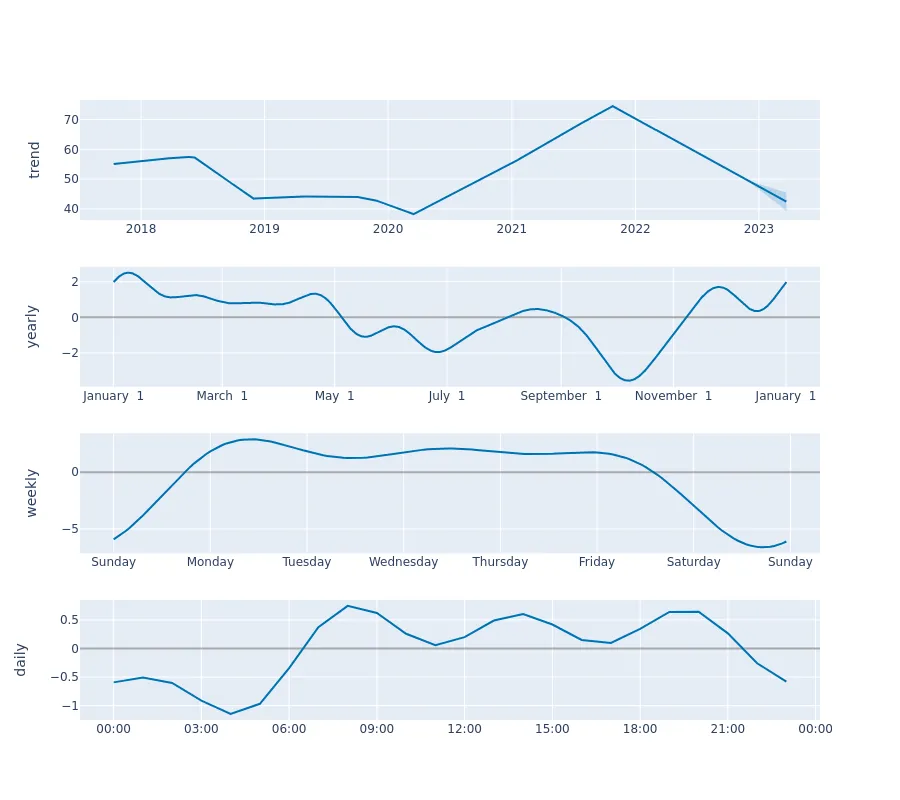 trend
70
60
50
40
2018 2019 2020 2021 2022 2023
yearly
2
0
−2
January 1 March 1 May 1 July 1 September 1 November 1 January 1
weekly
0
−5
Sunday Monday Tuesday Wednesday Thursday Friday Saturday Sunday
daily
0.5
0
−0.5
−1
00:00 03:00 06:00 09:00 12:00 15:00 18:00 21:00 00:00